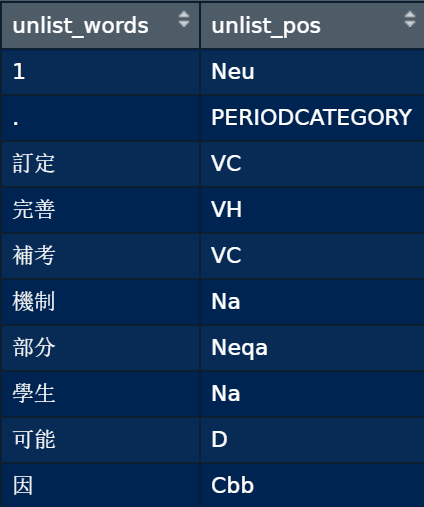 unlist_words unlist_pos
1 Neu
. PERIODCATEGORY
訂定 VC
完善 VH
補考 VC
機制 Na
部分 Neqa
學生 Na
可能 D
因 Cbb